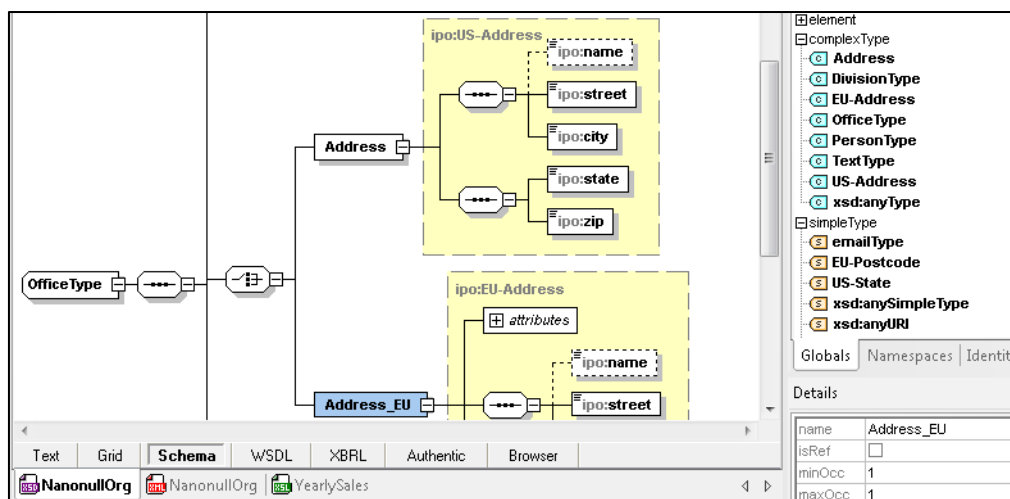 ipo:US-Address
ipo:name
ipo:street
ipo:city
Address
ipo:state
ipo:zip
OfficeType
ipo:EU-Address
attributes
ipo:name
Address_EU
ipo:street
Text Grid Schema WSDL XBRL Authentic Browser
NanonullOrg NanonullOrg YearlySales
element
complexType
Address
DivisionType
EU-Address
OfficeType
PersonType
TextType
US-Address
xsd:anyType
simpleType
emailType
EU-Postcode
US-State
xsd:anySimpleType
xsd:anyURI
Globals Namespaces Identit
Details
name Address_EU
isRef
minOcc 1
maxOcc 1